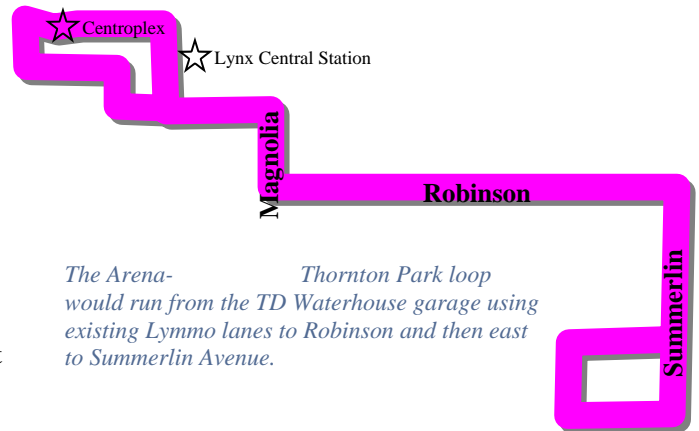 Centroplex
Lynx Central Station
Magnolia
Robinson
Summerlin
The Arena- Thornton Park loop
would run from the TD Waterhouse garage using
existing Lymmo lanes to Robinson and then east
to Summerlin Avenue.